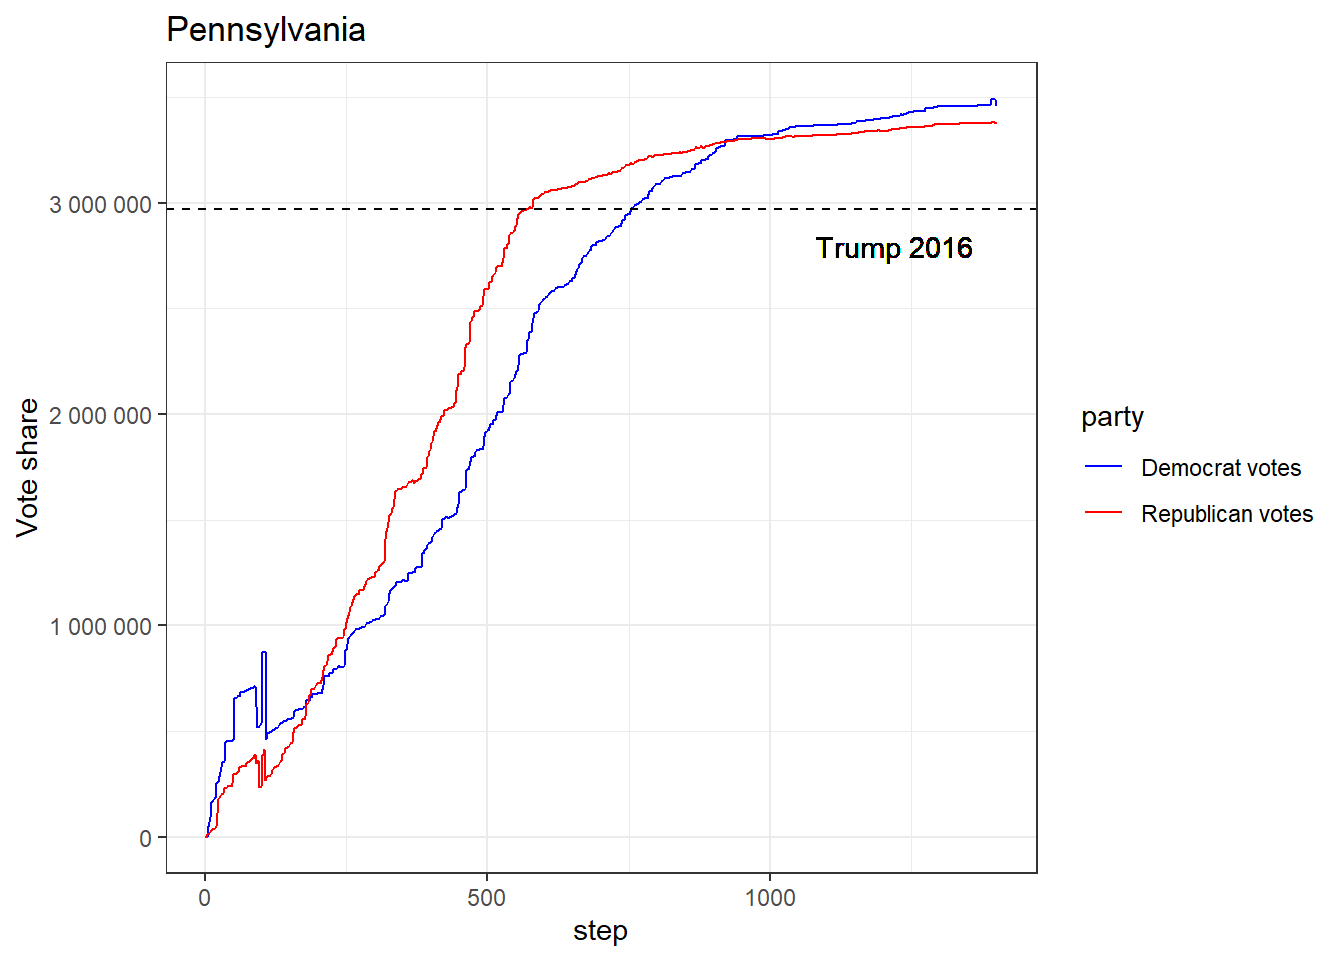 Pennsylvania
Vote share
3 000 000
2 000 000
1 000 000
0
Trump 2016
0
500
1000
step
party
Democrat votes
Republican votes